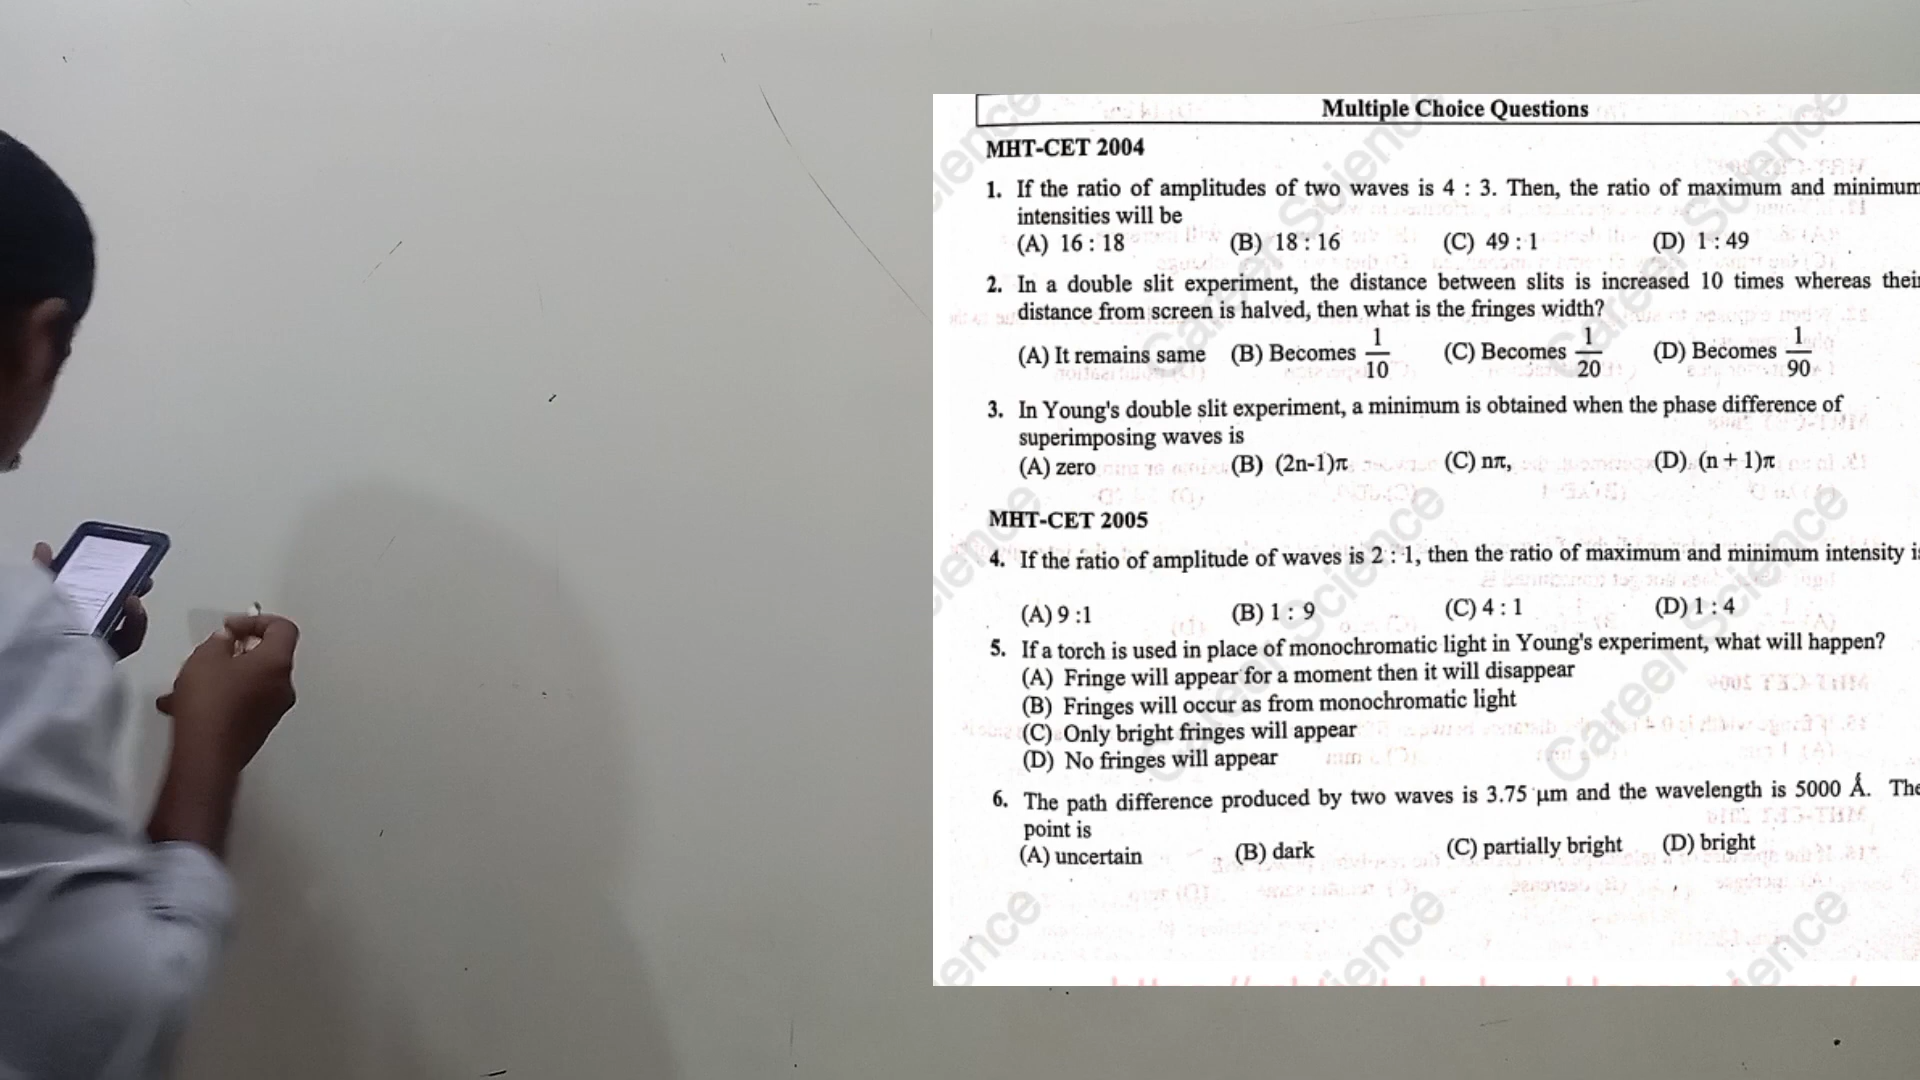 Multiple Choice Questions
MHT-CET 2004
1. If the ratio of amplitudes of two waves is 4 : 3. Then, the ratio of maximum and minimum
intensities will be
(A) 16 : 18 (B) 18 : 16 (C) 49 : 1 (D) 1 : 49
2. In a double slit experiment, the distance between slits is increased 10 times whereas their
distance from screen is halved, then what is the fringes width?
(A) It remains same (B) Becomes 1/10 (C) Becomes 1/20 (D) Becomes 1/90
3. In Young's double slit experiment, a minimum is obtained when the phase difference of
superimposing waves is
(A) zero (B) (2n-1)π (C) nπ, (D) (n + 1)π
MHT-CET 2005
4. If the ratio of amplitude of waves is 2 : 1, then the ratio of maximum and minimum intensity is
(A) 9 :1 (B) 1 : 9 (C) 4 : 1 (D) 1 : 4
5. If a torch is used in place of monochromatic light in Young's experiment, what will happen?
(A) Fringe will appear for a moment then it will disappear
(B) Fringes will occur as from monochromatic light
(C) Only bright fringes will appear
(D) No fringes will appear
6. The path difference produced by two waves is 3.75 μm and the wavelength is 5000 Å. The
point is
(A) uncertain (B) dark (C) partially bright (D) bright
Career Science